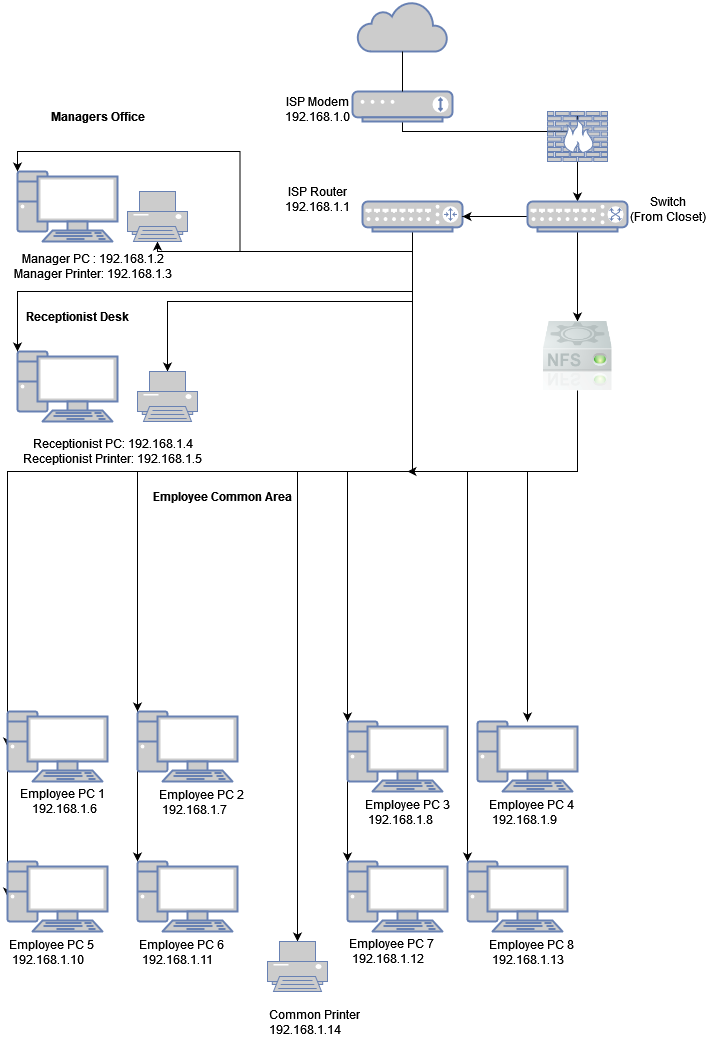 ISP Modem
192.168.1.0
Managers Office
ISP Router
192.168.1.1
Switch
(From Closet)
Manager PC : 192.168.1.2
Manager Printer: 192.168.1.3
Receptionist Desk
NFS
Receptionist PC: 192.168.1.4
Receptionist Printer: 192.168.1.5
Employee Common Area
Employee PC 1
192.168.1.6
Employee PC 2
192.168.1.7
Employee PC 3
192.168.1.8
Employee PC 4
192.168.1.9
Employee PC 5
192.168.1.10
Employee PC 6
192.168.1.11
Employee PC 7
192.168.1.12
Employee PC 8
192.168.1.13
Common Printer
192.168.1.14